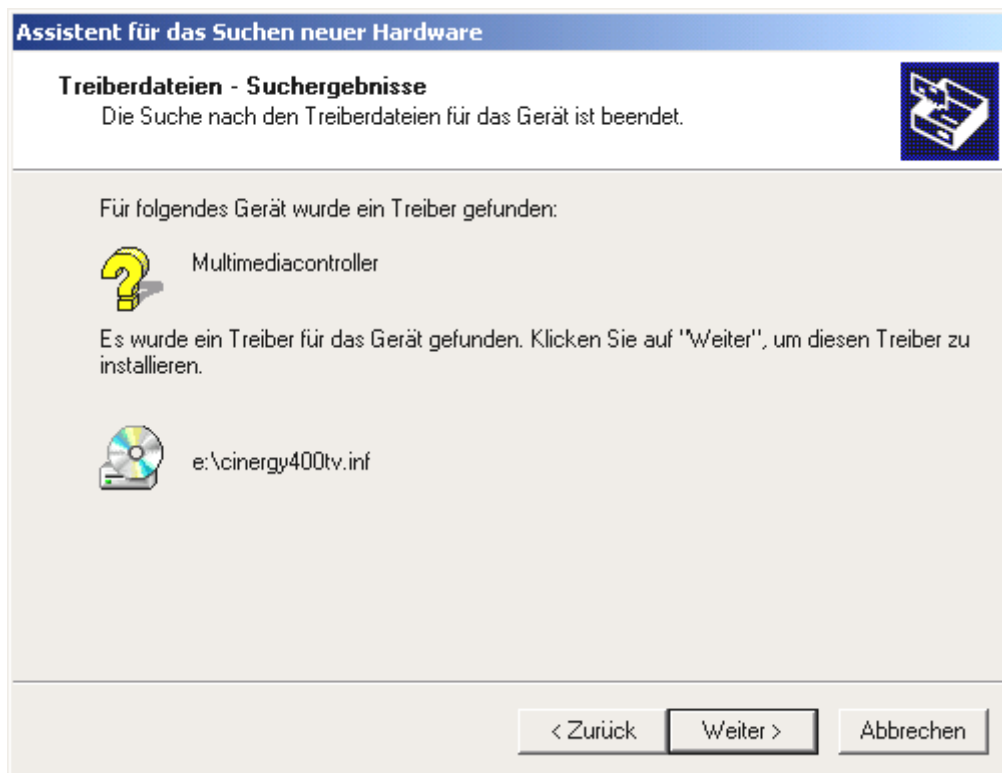 Assistent für das Suchen neuer Hardware
Treiberdateien - Suchergebnisse
Die Suche nach den Treiberdateien für das Gerät ist beendet.
Für folgendes Gerät wurde ein Treiber gefunden:
Multimediacontroller
Es wurde ein Treiber für das Gerät gefunden. Klicken Sie auf "Weiter", um diesen Treiber zu
installieren.
e:\cinergy400tv.inf
< Zurück
Weiter >
Abbrechen